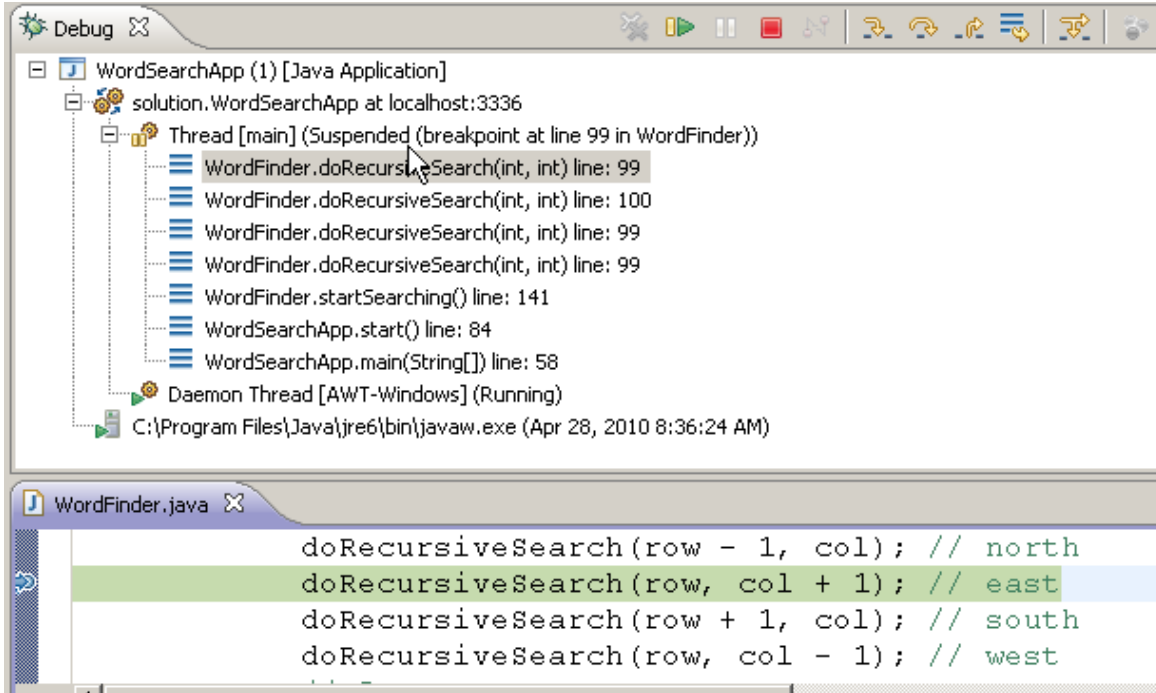 Debug
WordSearchApp (1) [Java Application]
solution.WordSearchApp at localhost:3336
Thread [main] (Suspended (breakpoint at line 99 in WordFinder))
WordFinder.doRecursiveSearch(int, int) line: 99
WordFinder.doRecursiveSearch(int, int) line: 100
WordFinder.doRecursiveSearch(int, int) line: 99
WordFinder.doRecursiveSearch(int, int) line: 99
WordFinder.startSearching() line: 141
WordSearchApp.start() line: 84
WordSearchApp.main(String[]) line: 58
Daemon Thread [AWT-Windows] (Running)
C:\Program Files\Java\jre6\bin\javaw.exe (Apr 28, 2010 8:36:24 AM)
WordFinder.java
doRecursiveSearch(row - 1, col); // north
doRecursiveSearch(row, col + 1); // east
doRecursiveSearch(row + 1, col); // south
doRecursiveSearch(row, col - 1); // west